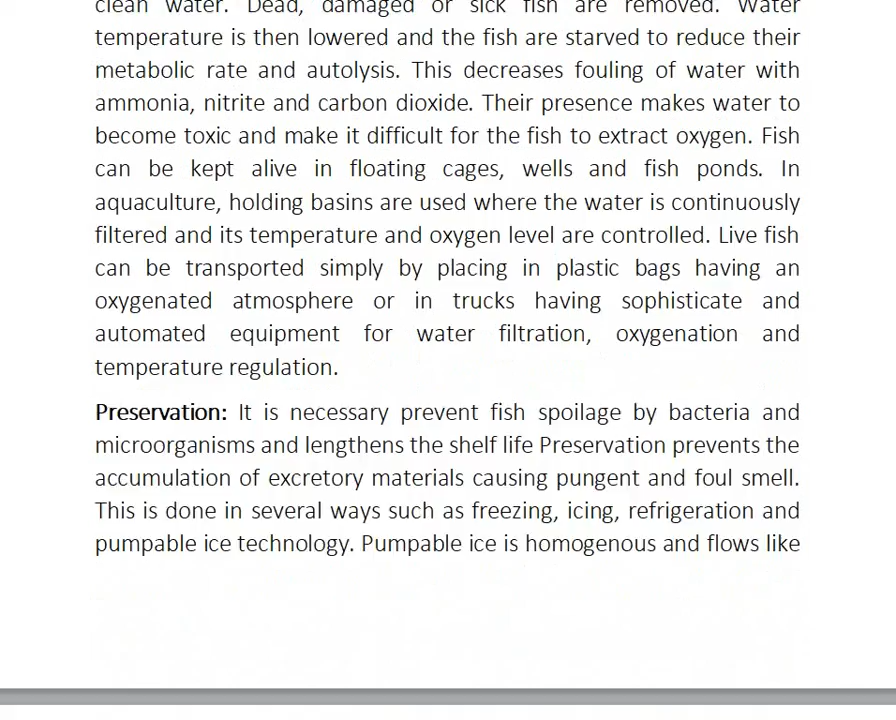 clean water. Dead, damaged or sick fish are removed. Water
temperature is then lowered and the fish are starved to reduce their
metabolic rate and autolysis. This decreases fouling of water with
ammonia, nitrite and carbon dioxide. Their presence makes water to
become toxic and make it difficult for the fish to extract oxygen. Fish
can be kept alive in floating cages, wells and fish ponds. In
aquaculture, holding basins are used where the water is continuously
filtered and its temperature and oxygen level are controlled. Live fish
can be transported simply by placing in plastic bags having an
oxygenated atmosphere or in trucks having sophisticate and
automated equipment for water filtration, oxygenation and
temperature regulation.
Preservation: It is necessary prevent fish spoilage by bacteria and
microorganisms and lengthens the shelf life Preservation prevents the
accumulation of excretory materials causing pungent and foul smell.
This is done in several ways such as freezing, icing, refrigeration and
pumpable ice technology. Pumpable ice is homogenous and flows like